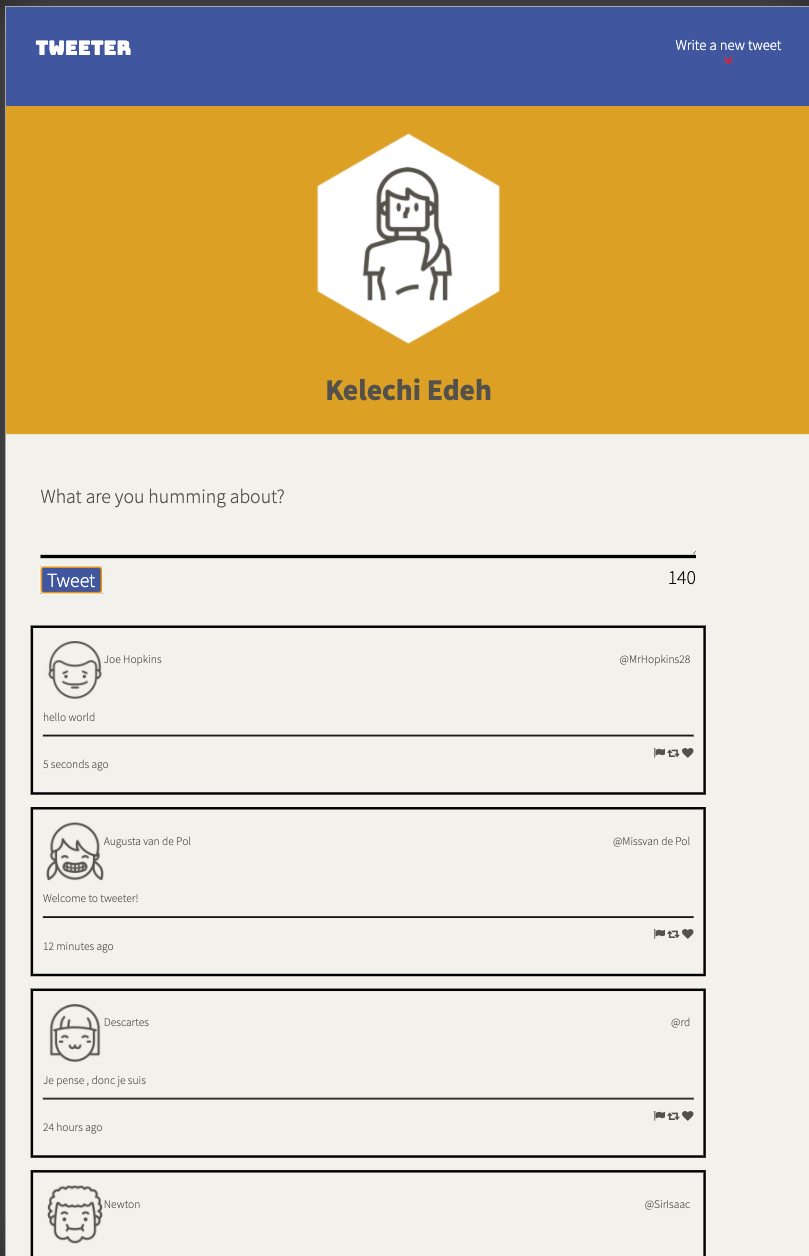 TWEETER
Write a new tweet
Kelechi Edeh
What are you humming about?
Tweet
140
Joe Hopkins
@MrHopkins28
hello world
5 seconds ago
Augusta van de Pol
@Missvan de Pol
Welcome to tweeter!
12 minutes ago
Descartes
@rd
Je pense , donc je suis
24 hours ago
Newton
@SirIsaac